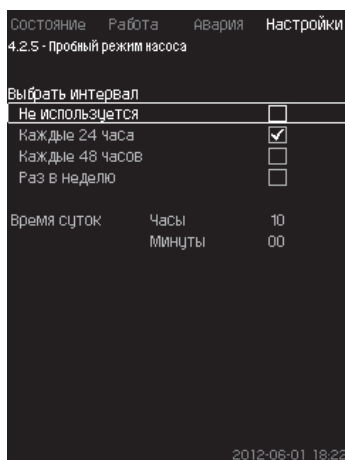 Состояние Работа Авария Настройки
4.2.5 - Пробный режим насоса
Выбрать интервал
Не используется
Каждые 24 часа
Каждые 48 часов
Раз в неделю
Время суток Часы 10
Минуты 00
2012-06-01 18:22